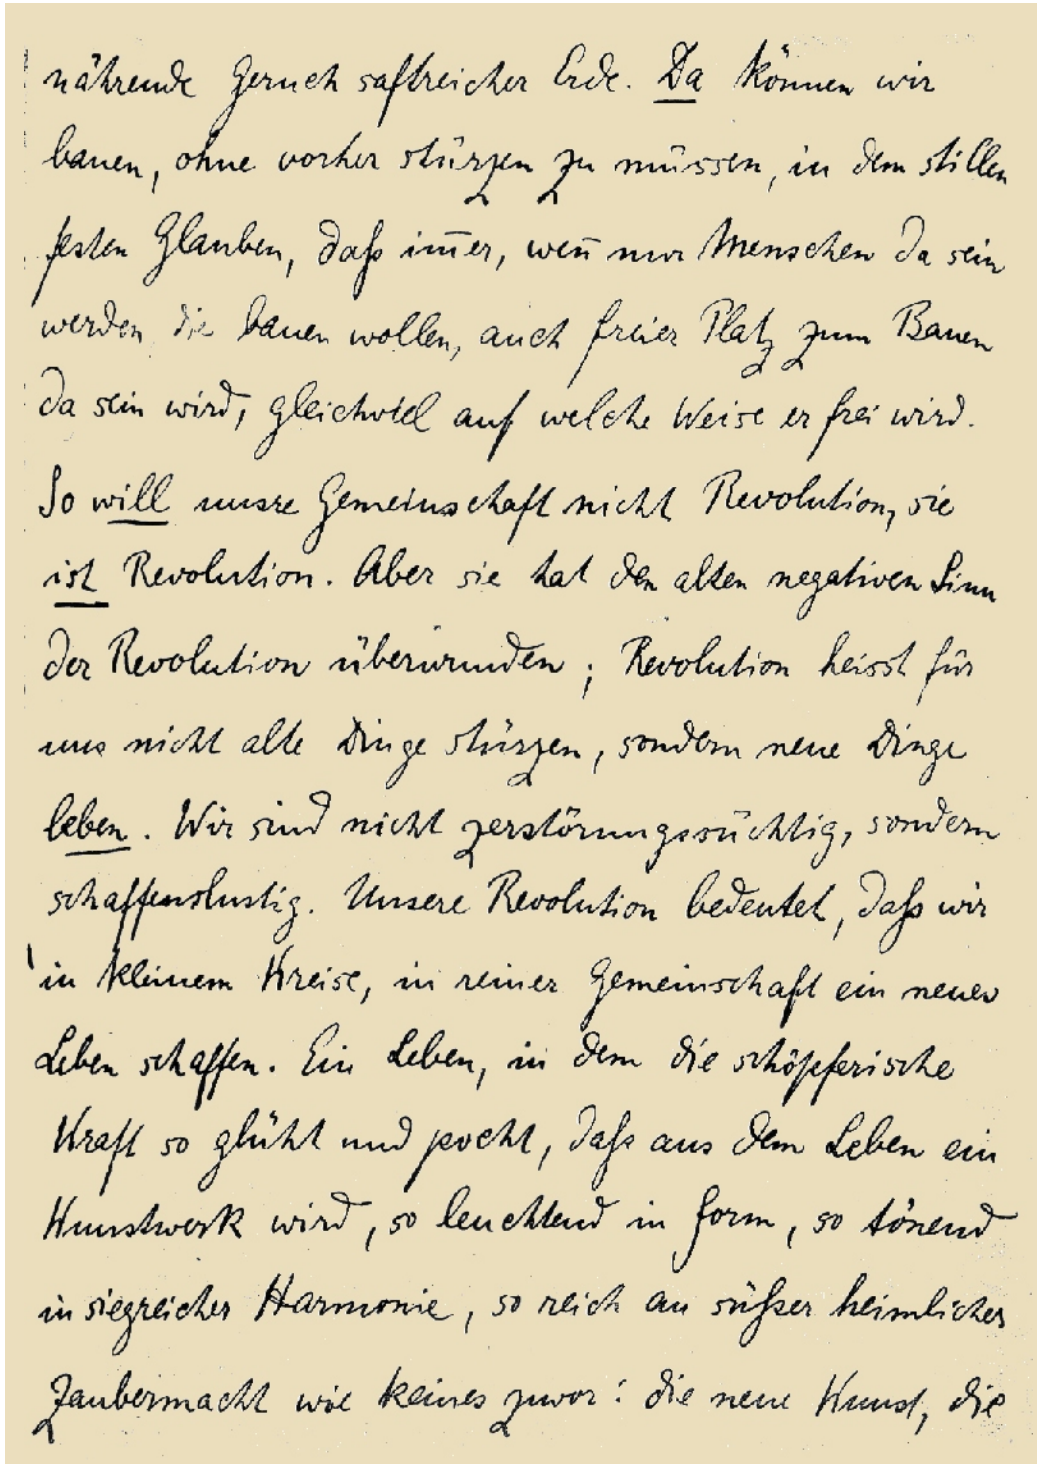 nährende Geruch saftreicher Erde. Da können wir
bauen, ohne vorher stürzen zu müssen, in dem stillen
festen Glauben, daß im̅er, wen̅ nur Menschen da sein
werden die bauen wollen, auch freier Platz zum Bauen
da sein wird, gleichviel auf welche Weise er frei wird.
So will unsre Gemeinschaft nicht Revolution, sie
ist Revolution. Aber sie hat den alten negativen Sinn
der Revolution überwunden; Revolution heisst für
uns nicht alte Dinge stürzen, sondern neue Dinge
leben. Wir sind nicht zerstörungssüchtig, sondern
schaffenslustig. Unsere Revolution bedeutet, daß wir
in kleinem Kreise, in reiner Gemeinschaft ein neues
Leben schaffen. Ein Leben, in dem die schöpferische
Kraft so glüht und pocht, daß aus dem Leben ein
Kunstwerk wird, so leuchtend in Form, so tönend
in siegreicher Harmonie, so reich an süßer heimlicher
Zaubermacht wie keines zuvor: die neue Kunst, die